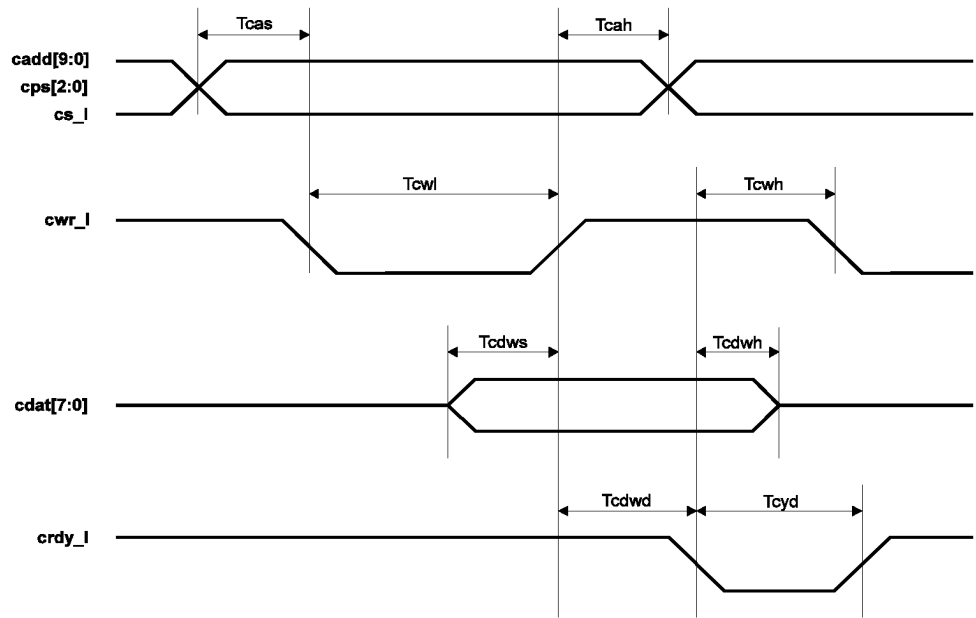 Tcas
Tcah
cadd[9:0]
cps[2:0]
cs_l
Tcwl
Tcwh
cwr_l
Tcdws
Tcdwh
cdat[7:0]
Tcdwd
Tcyd
crdy_l